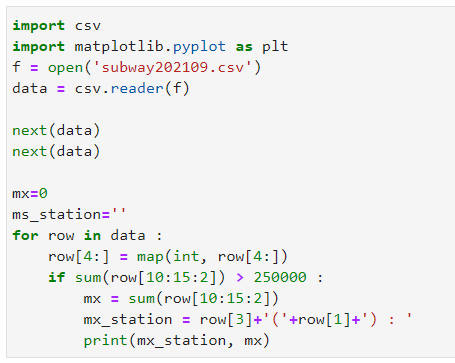 import csv
import matplotlib.pyplot as plt
f = open('subway202109.csv')
data = csv.reader(f)

next(data)
next(data)

mx=0
ms_station=''
for row in data :
    row[4:] = map(int, row[4:])
    if sum(row[10:15:2]) > 250000 :
        mx = sum(row[10:15:2])
        mx_station = row[3]+'('+row[1]+') : '
        print(mx_station, mx)